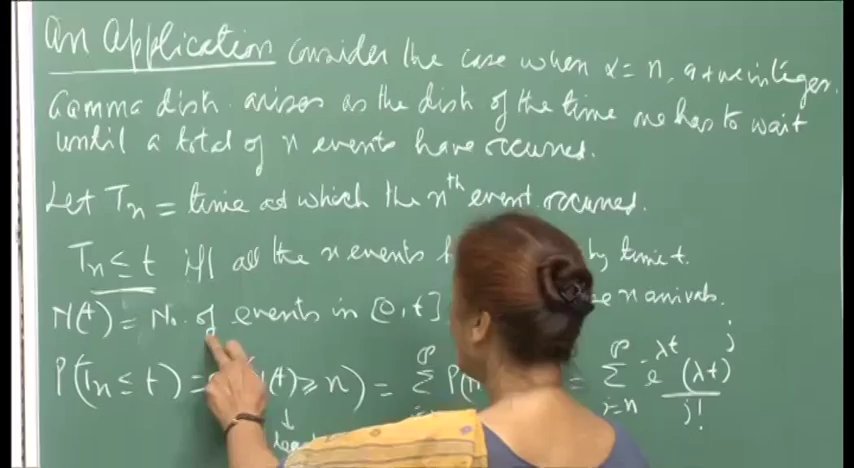 An Application Consider the case when α = n, a +ve integer.
Gamma distn. arises as the distn of the time one has to wait
until a total of n events have occurred.
Let Tn = time at which the nth event occurred.
Tn ≤ t iff all the n events by time t.
N(t) = No. of events in [0, t] n arrivals.
P(Tn ≤ t) = (t) ≥ n) = ∞ Σ P( = ∞ Σ j=n e^λt (λt)^j / j!
↓